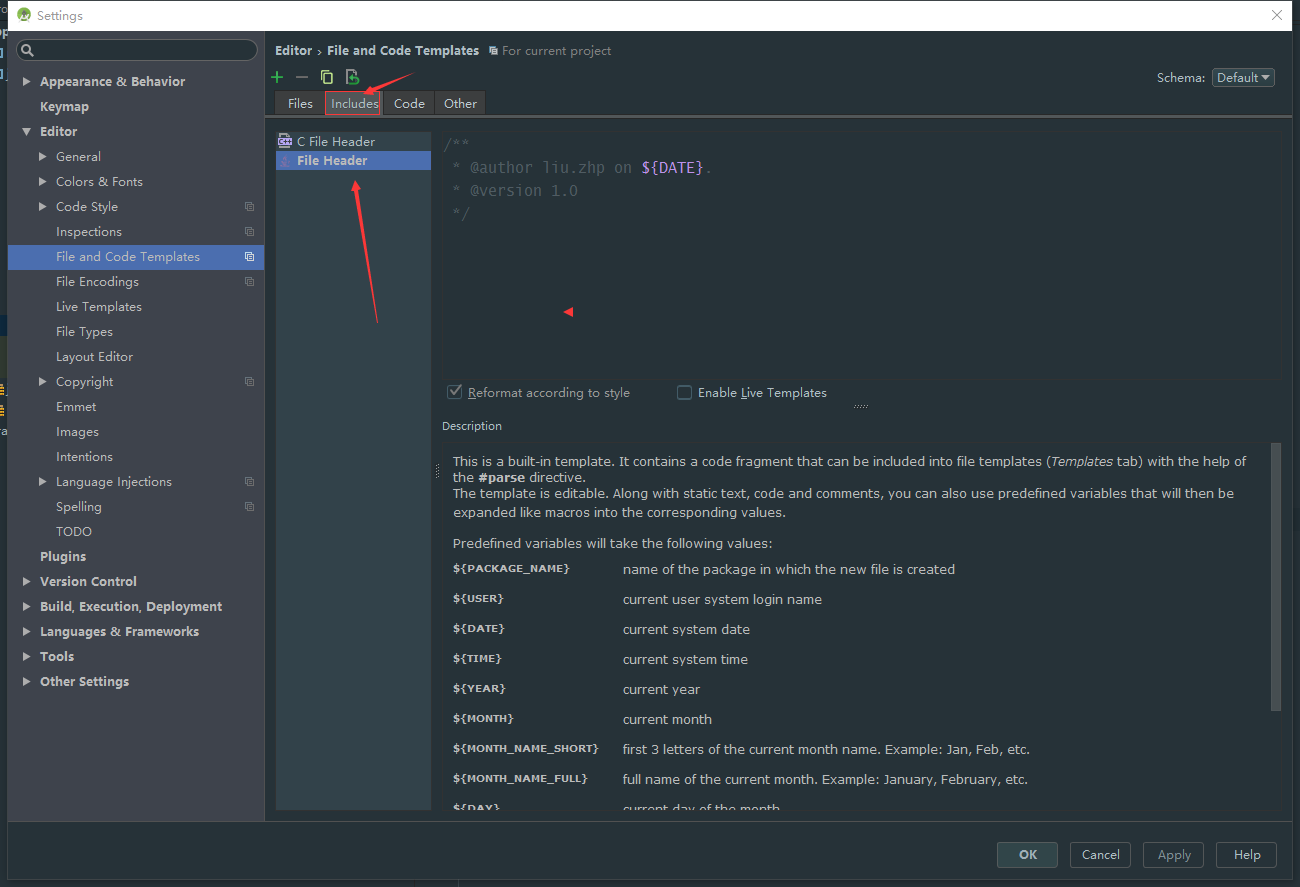 Settings
Appearance & Behavior
Keymap
Editor
General
Colors & Fonts
Code Style
Inspections
File and Code Templates
File Encodings
Live Templates
File Types
Layout Editor
Copyright
Emmet
Images
Intentions
Language Injections
Spelling
TODO
Plugins
Version Control
Build, Execution, Deployment
Languages & Frameworks
Tools
Other Settings
Editor › File and Code Templates For current project
Schema: Default
Files Includes Code Other
C File Header
File Header
/**
* @author liu.zhp on ${DATE}.
* @version 1.0
*/
Reformat according to style Enable Live Templates
Description
This is a built-in template. It contains a code fragment that can be included into file templates (Templates tab) with the help of
the #parse directive.
The template is editable. Along with static text, code and comments, you can also use predefined variables that will then be
expanded like macros into the corresponding values.
Predefined variables will take the following values:
${PACKAGE_NAME} name of the package in which the new file is created
${USER} current user system login name
${DATE} current system date
${TIME} current system time
${YEAR} current year
${MONTH} current month
${MONTH_NAME_SHORT} first 3 letters of the current month name. Example: Jan, Feb, etc.
${MONTH_NAME_FULL} full name of the current month. Example: January, February, etc.
${DAY} current day of the month
OK Cancel Apply Help